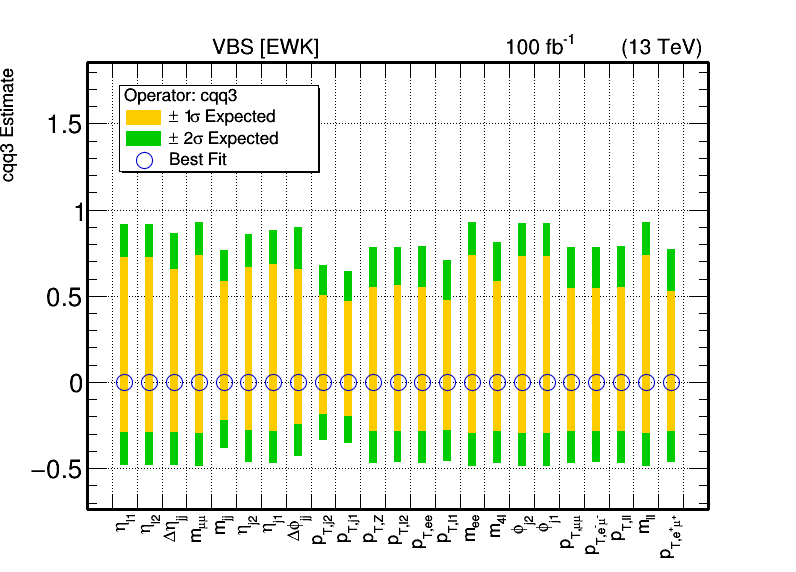 VBS [EWK] 100 fb⁻¹ (13 TeV)
cqq3 Estimate
Operator: cqq3
± 1σ Expected
± 2σ Expected
Best Fit
1.5
1
0.5
0
−0.5
η_l1 η_l2 Δη_jj m_μμ m_jj η_j2 η_j1 Δϕ_jj p_T,j2 p_T,j1 p_T,Z p_T,l2 p_T,ee p_T,l1 m_ee m_4l ϕ_j2 ϕ_j1 p_T,μμ p_T,e⁻μ⁻ p_T,ll m_ll p_T,e⁺μ⁺